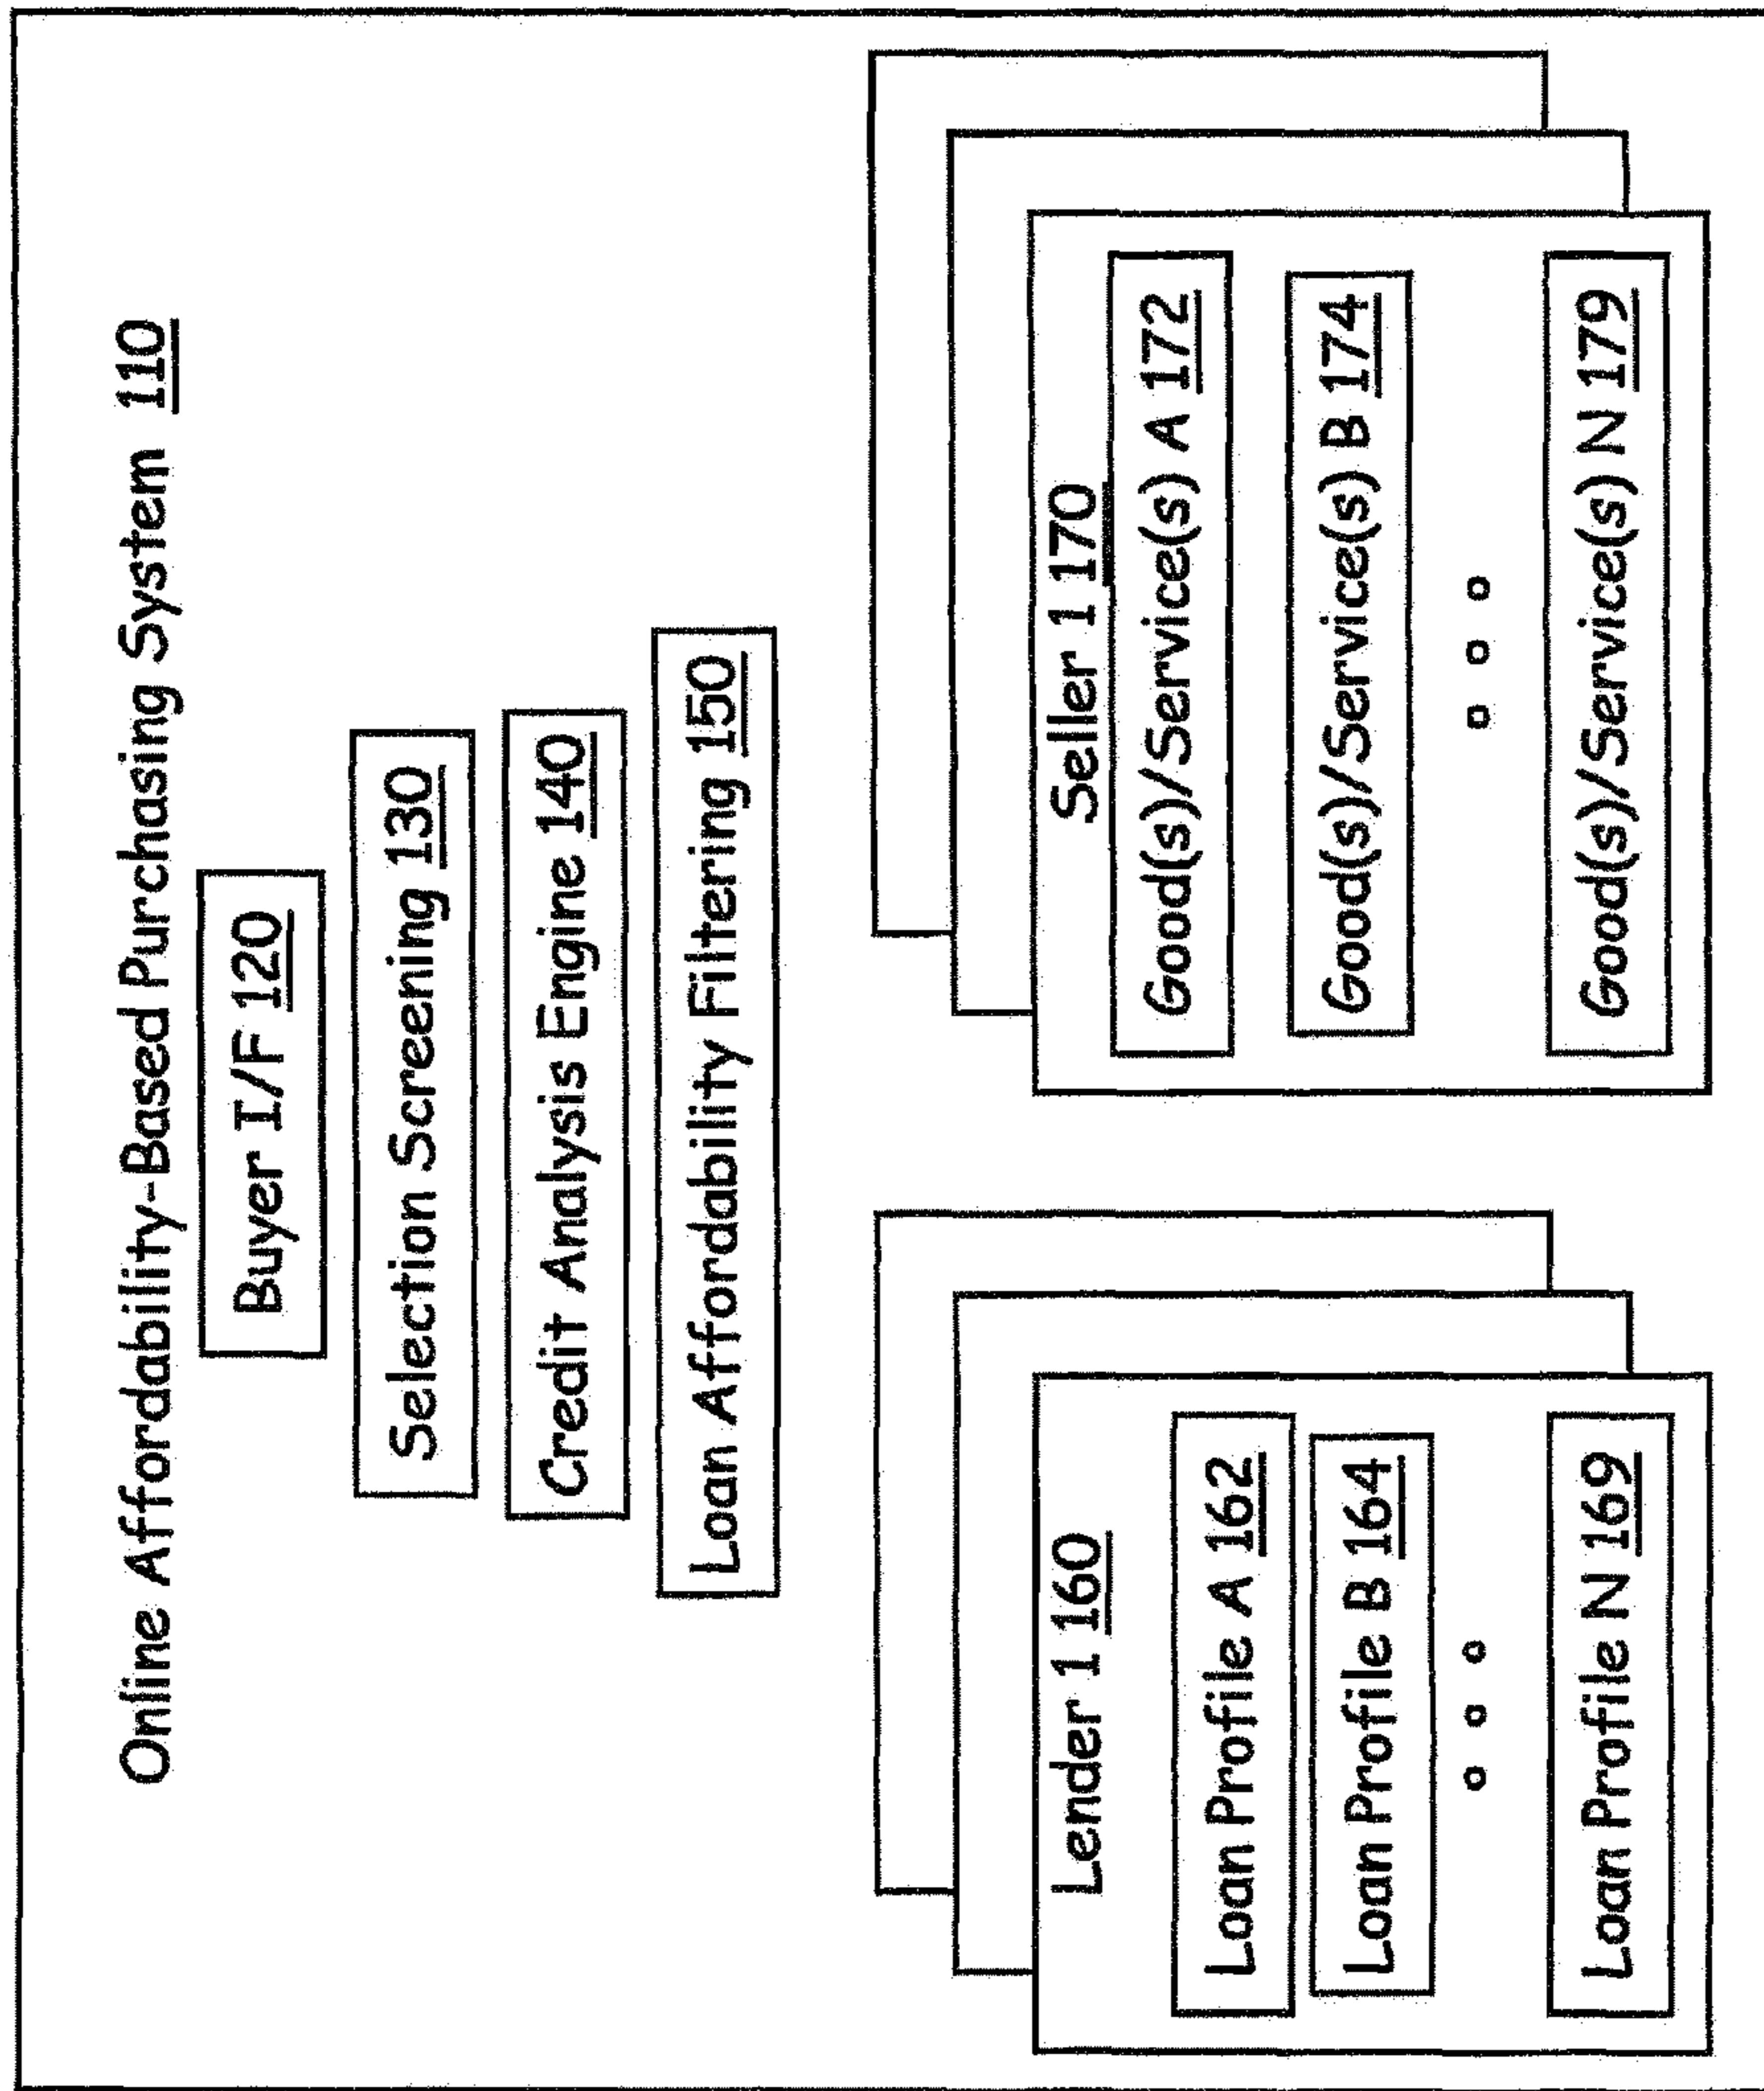 Online Affordability-Based Purchasing System 110
Buyer I/F 120
Selection Screening 130
Credit Analysis Engine 140
Loan Affordability Filtering 150
Lender 1 160
Loan Profile A 162
Loan Profile B 164
Loan Profile N 169
Seller 1 170
Good(s)/Service(s) A 172
Good(s)/Service(s) B 174
Good(s)/Service(s) N 179